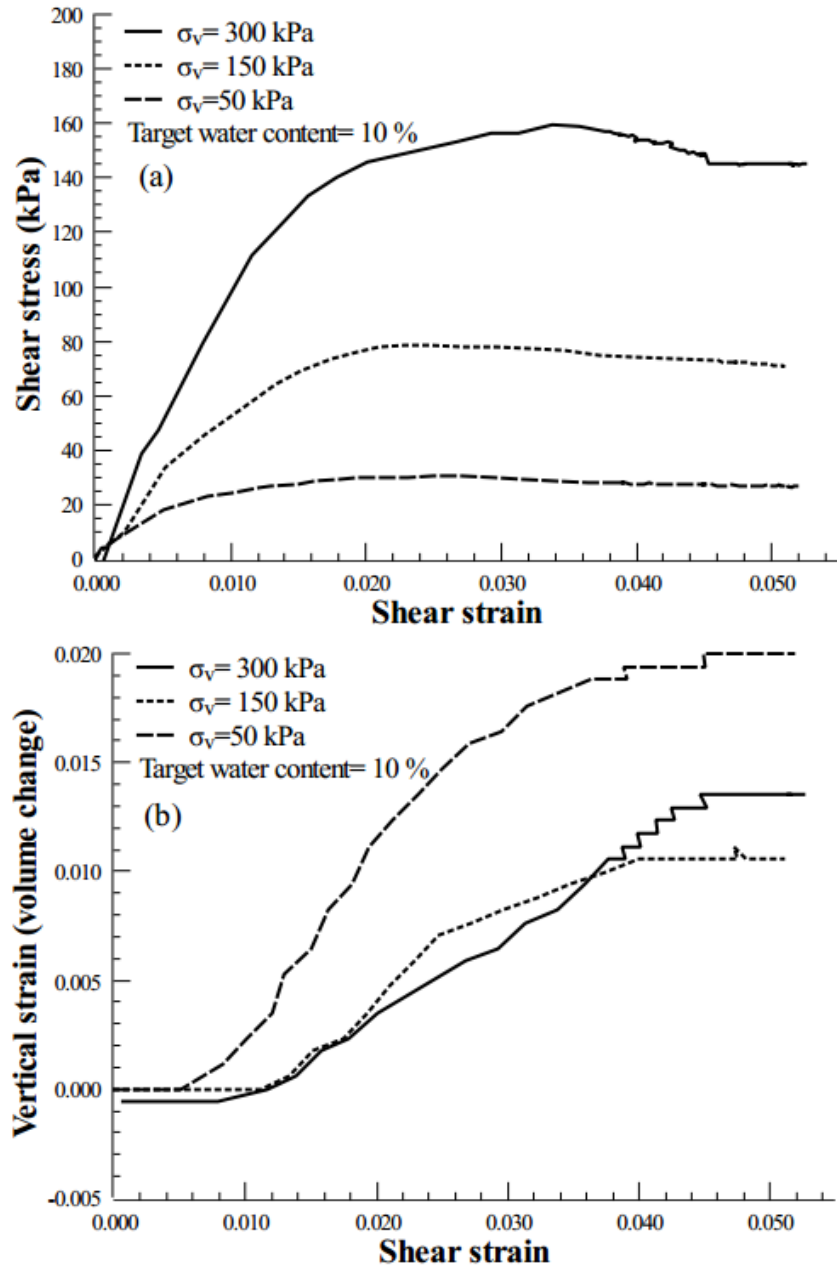 200
180
160
140
120
100
80
60
40
20
0
Shear stress (kPa)
σv= 300 kPa
σv= 150 kPa
σv=50 kPa
Target water content= 10 %
(a)
0.000 0.010 0.020 0.030 0.040 0.050
Shear strain
0.020
0.015
0.010
0.005
0.000
-0.005
Vertical strain (volume change)
σv= 300 kPa
σv= 150 kPa
σv=50 kPa
Target water content= 10 %
(b)
0.000 0.010 0.020 0.030 0.040 0.050
Shear strain